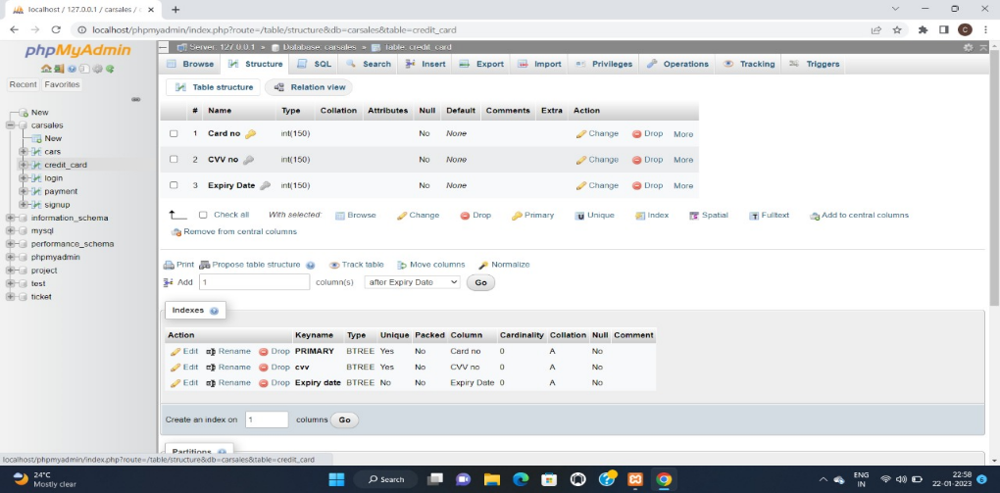 localhost / 127.0.0.1 / carsales /
localhost/phpmyadmin/index.php?route=/table/structure&db=carsales&table=credit_card
phpMyAdmin
Recent Favorites
New
carsales
New
cars
credit_card
login
payment
signup
information_schema
mysql
performance_schema
phpmyadmin
project
test
ticket
Server: 127.0.0.1 » Database: carsales » Table: credit_card
Browse Structure SQL Search Insert Export Import Privileges Operations Tracking Triggers
Table structure Relation view
# Name Type Collation Attributes Null Default Comments Extra Action
1 Card no int(150) No None Change Drop More
2 CVV no int(150) No None Change Drop More
3 Expiry Date int(150) No None Change Drop More
Check all With selected: Browse Change Drop Primary Unique Index Spatial Fulltext Add to central columns
Remove from central columns
Print Propose table structure Track table Move columns Normalize
Add 1 column(s) after Expiry Date Go
Indexes
Action Keyname Type Unique Packed Column Cardinality Collation Null Comment
Edit Rename Drop PRIMARY BTREE Yes No Card no 0 A No
Edit Rename Drop cvv BTREE Yes No CVV no 0 A No
Edit Rename Drop Expiry date BTREE No No Expiry Date 0 A No
Create an index on 1 columns Go
Partitions
localhost/phpmyadmin/index.php?route=/table/structure&db=carsales&table=credit_card
24°C
Mostly clear
Search
ENG
IN
22:58
22-01-2023